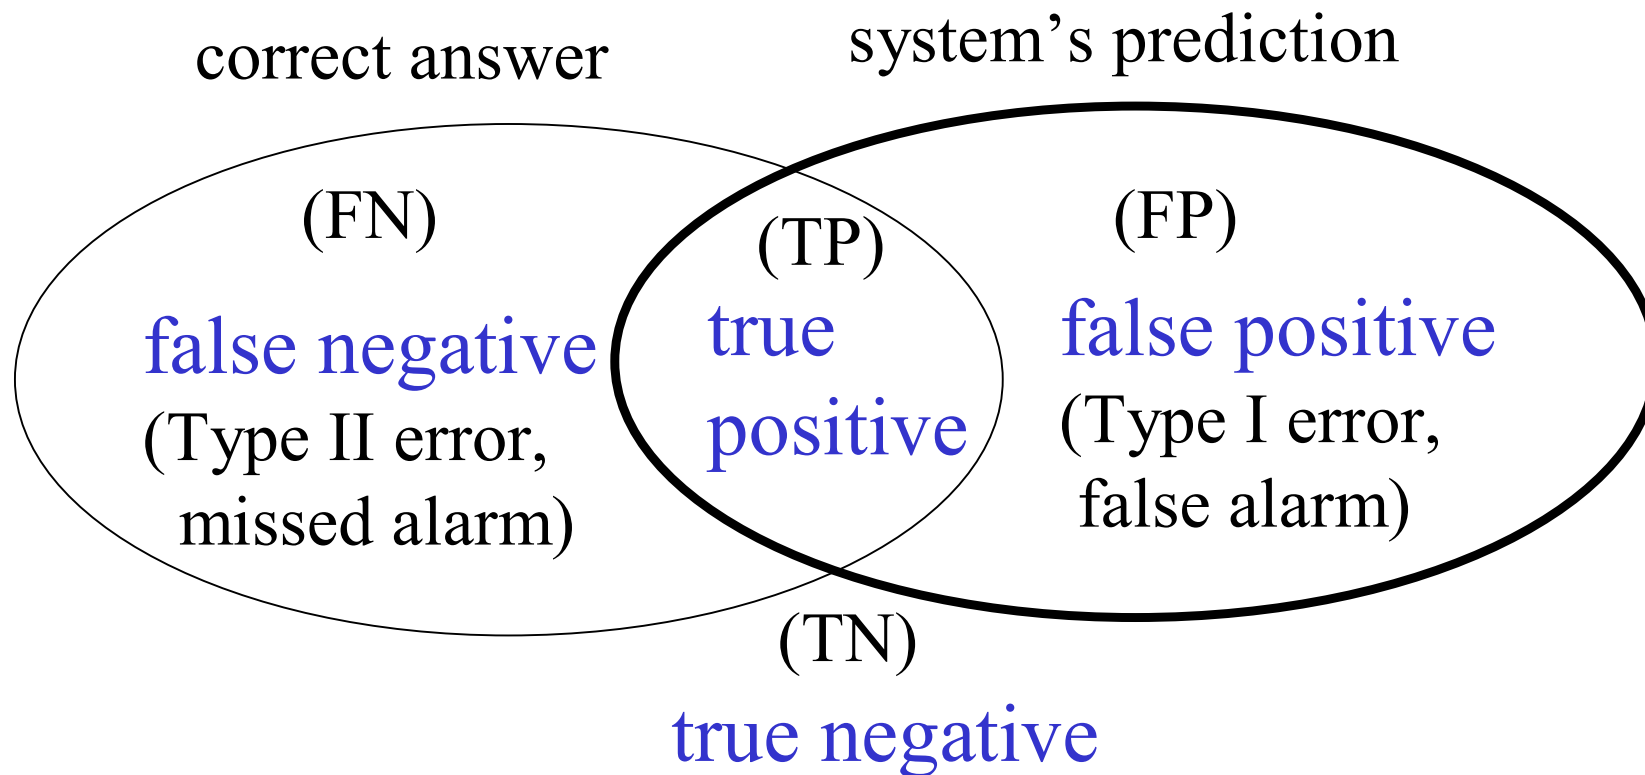 correct answer
system’s prediction
(FN)
false negative
(Type II error,
missed alarm)
(TP)
true
positive
(FP)
false positive
(Type I error,
false alarm)
(TN)
true negative